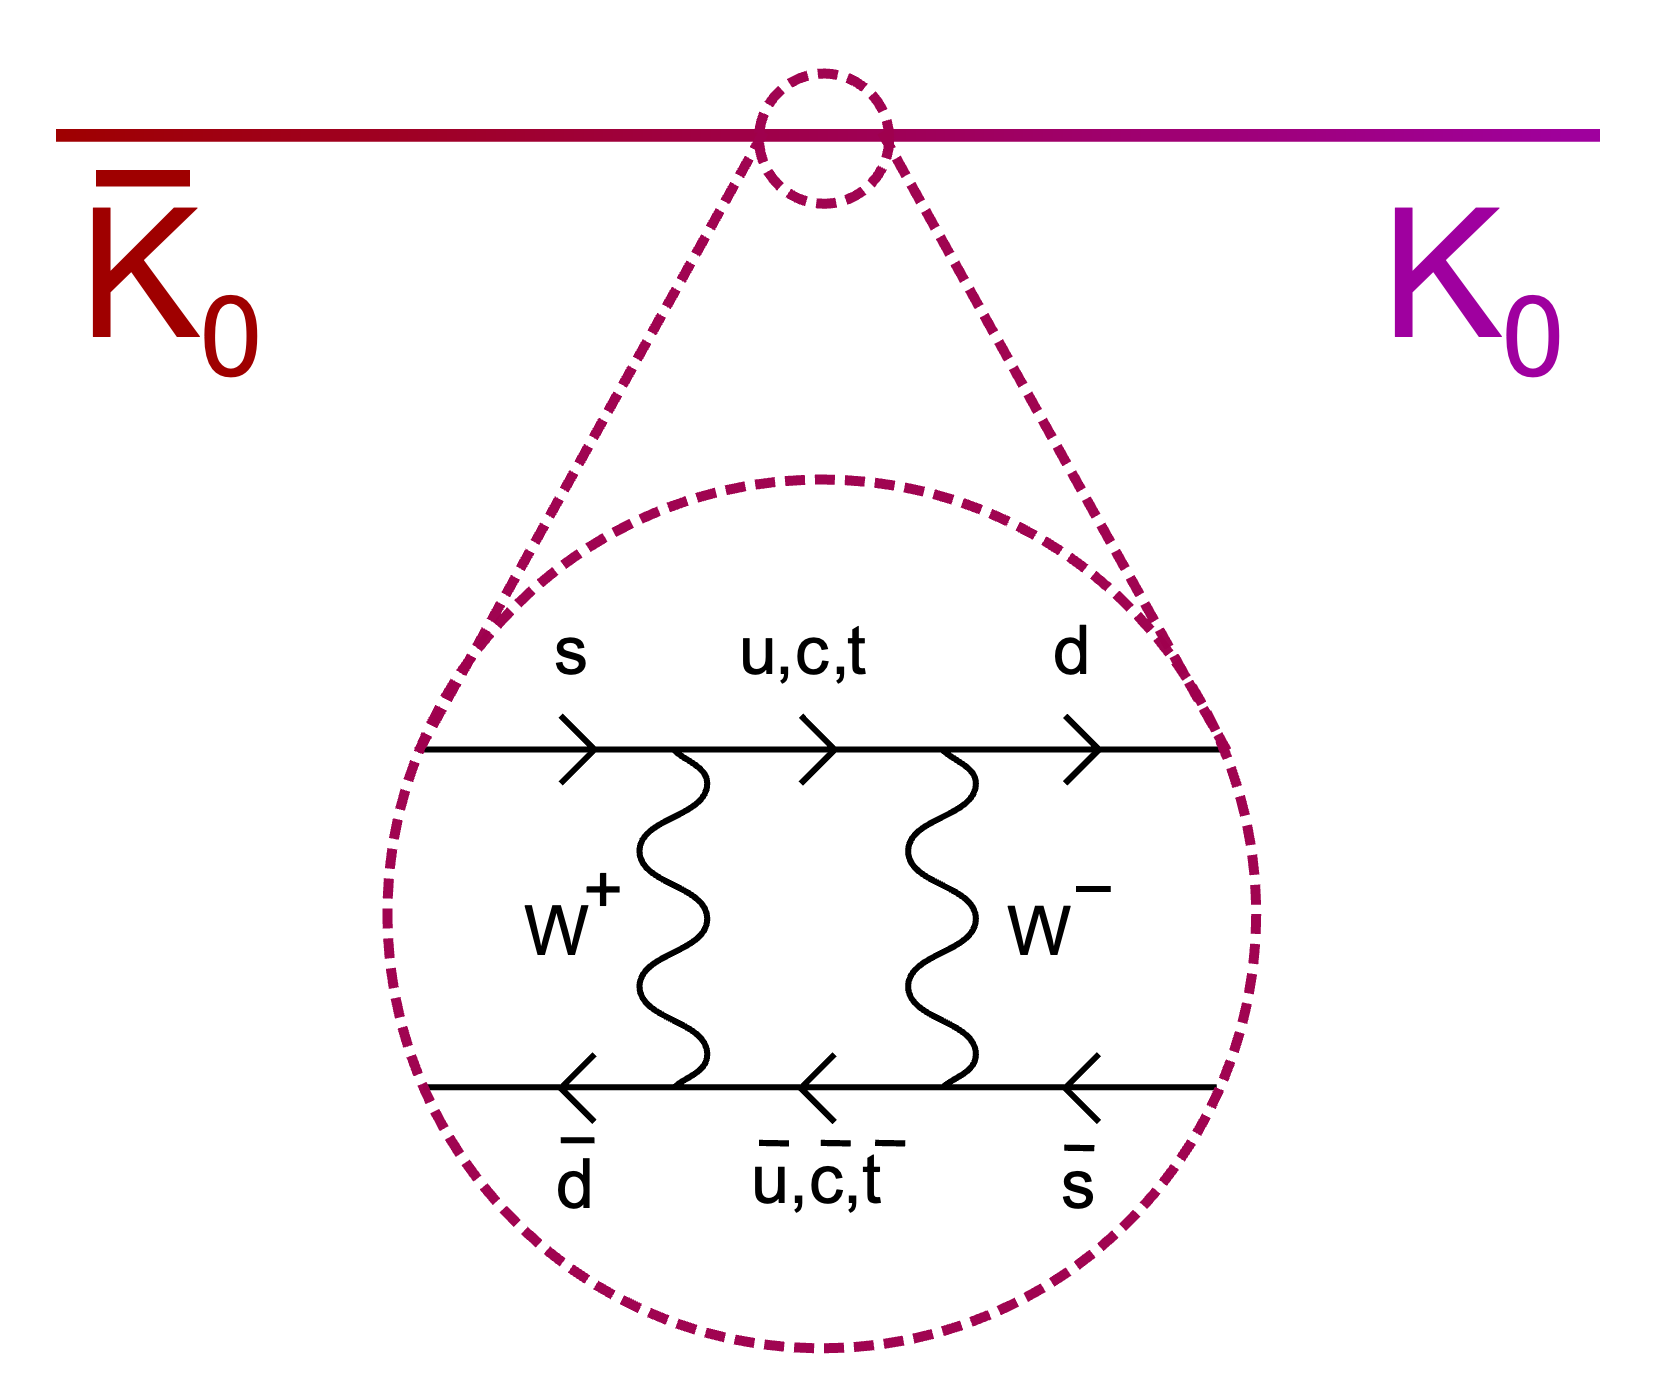 K̅₀ K₀
s u,c,t d
W⁺ W⁻
d̅ u̅,c̅,t̅ s̅